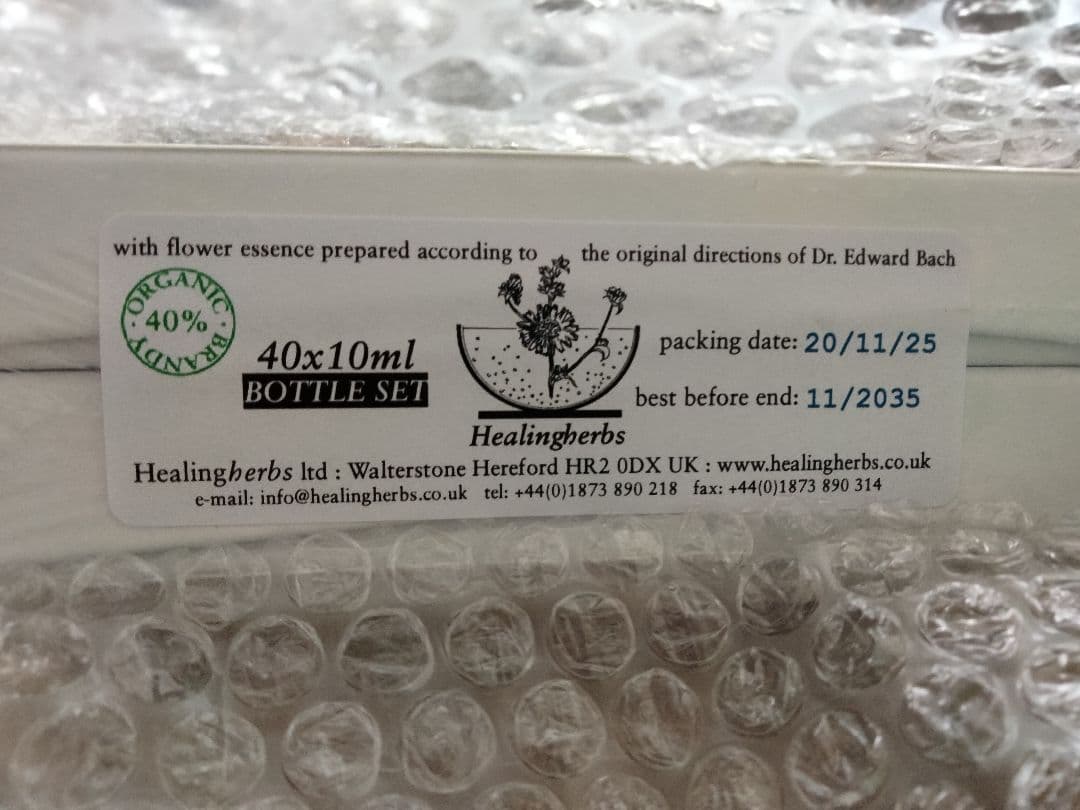 with flower essence prepared according to the original directions of Dr. Edward Bach
ORGANIC
40%
BRANDY
40x10ml
BOTTLE SET
packing date: 20/11/25
best before end: 11/2035
Healingherbs
Healingherbs ltd : Walterstone Hereford HR2 0DX UK : www.healingherbs.co.uk
e-mail: info@healingherbs.co.uk tel: +44(0)1873 890 218 fax: +44(0)1873 890 314